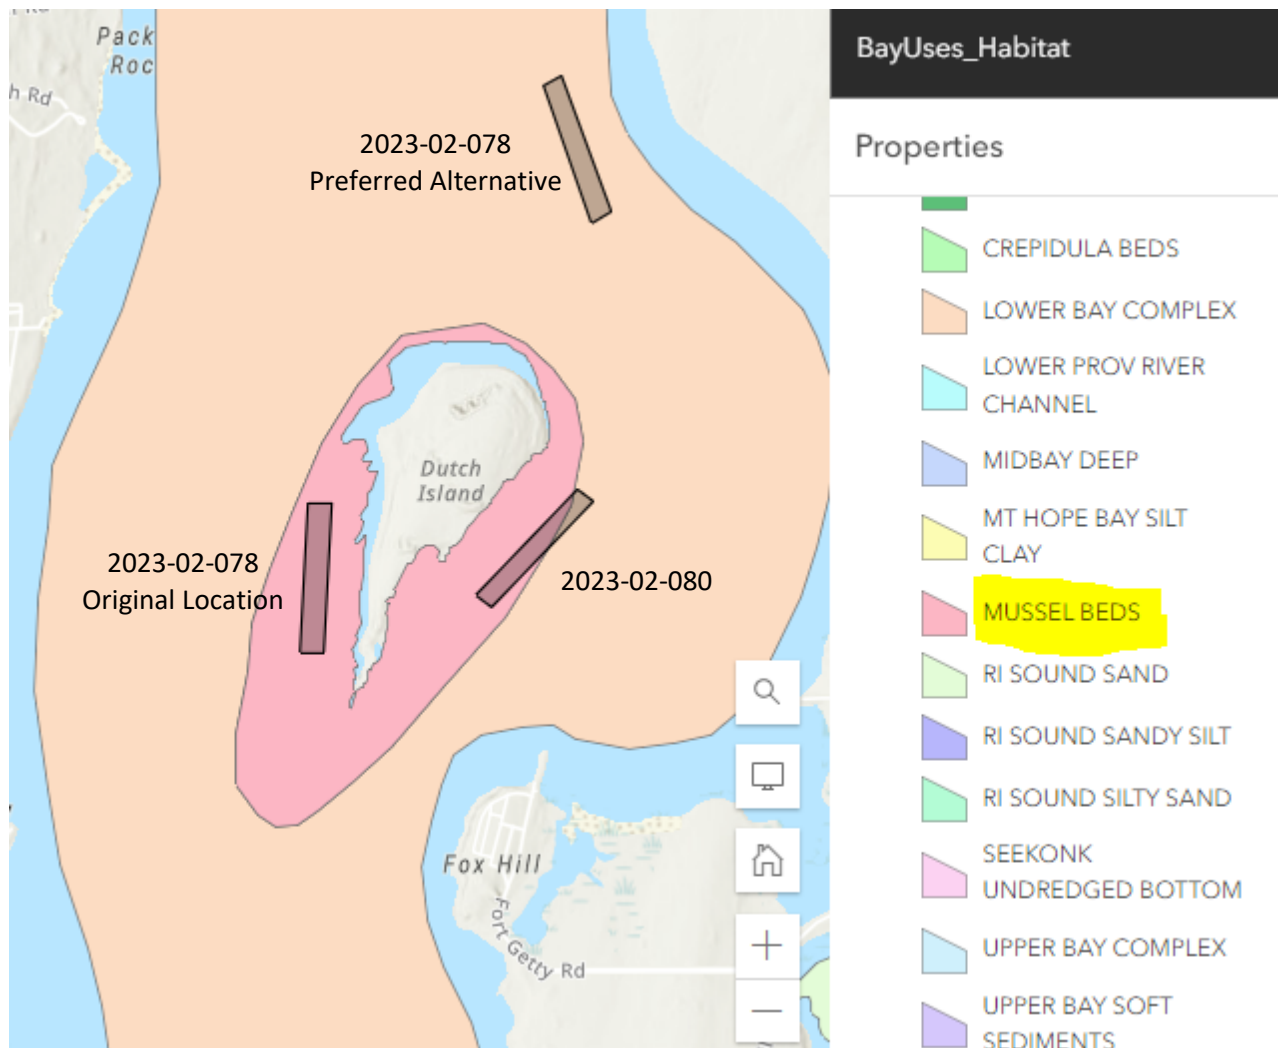 Pack
Roc
h Rd
2023-02-078
Preferred Alternative
Dutch
Island
2023-02-078
Original Location
2023-02-080
Fox Hill
Fort Getty Rd
BayUses_Habitat
Properties
CREPIDULA BEDS
LOWER BAY COMPLEX
LOWER PROV RIVER
CHANNEL
MIDBAY DEEP
MT HOPE BAY SILT
CLAY
MUSSEL BEDS
RI SOUND SAND
RI SOUND SANDY SILT
RI SOUND SILTY SAND
SEEKONK
UNDREDGED BOTTOM
UPPER BAY COMPLEX
UPPER BAY SOFT
SEDIMENTS